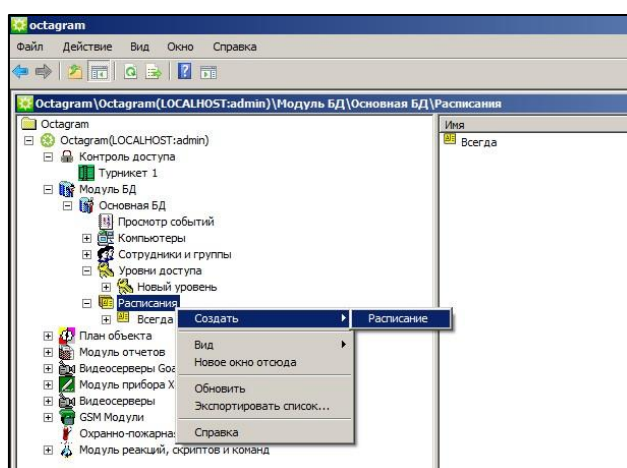 octagram
Файл Действие Вид Окно Справка
Octagram\Octagram(LOCALHOST:admin)\Модуль БД\Основная БД\Расписания
Octagram
Octagram(LOCALHOST:admin)
Контроль доступа
Турникет 1
Модуль БД
Основная БД
Просмотр событий
Компьютеры
Сотрудники и группы
Уровни доступа
Новый уровень
Расписания
Всегда
План объекта
Модуль отчетов
Видеосерверы Goa
Модуль прибора X
Видеосерверы
GSM Модули
Охранно-пожарна
Модуль реакций, скриптов и команд
Имя
Всегда
Создать
Вид
Новое окно отсюда
Обновить
Экспортировать список...
Справка
Расписание